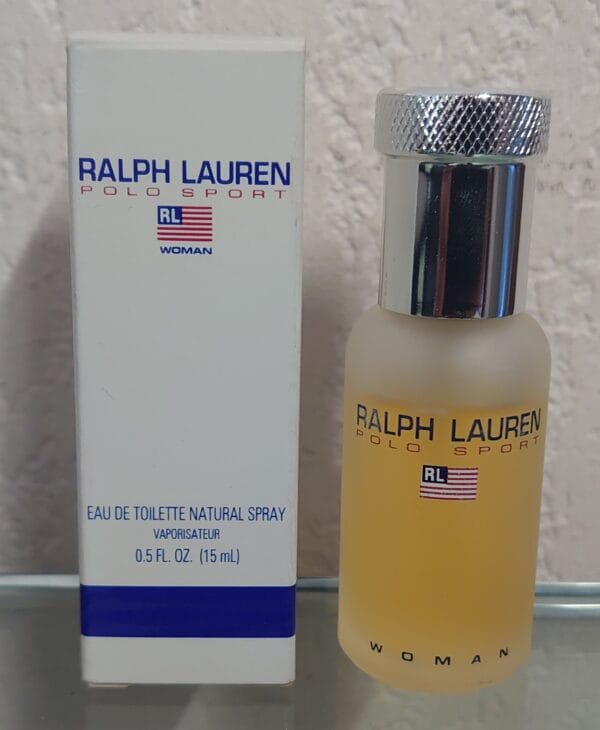 RALPH LAUREN
POLO SPORT
RL
WOMAN
EAU DE TOILETTE NATURAL SPRAY
VAPORISATEUR
0.5 FL. OZ. (15 mL)
RALPH LAUREN
POLO SPORT
RL
WOMAN